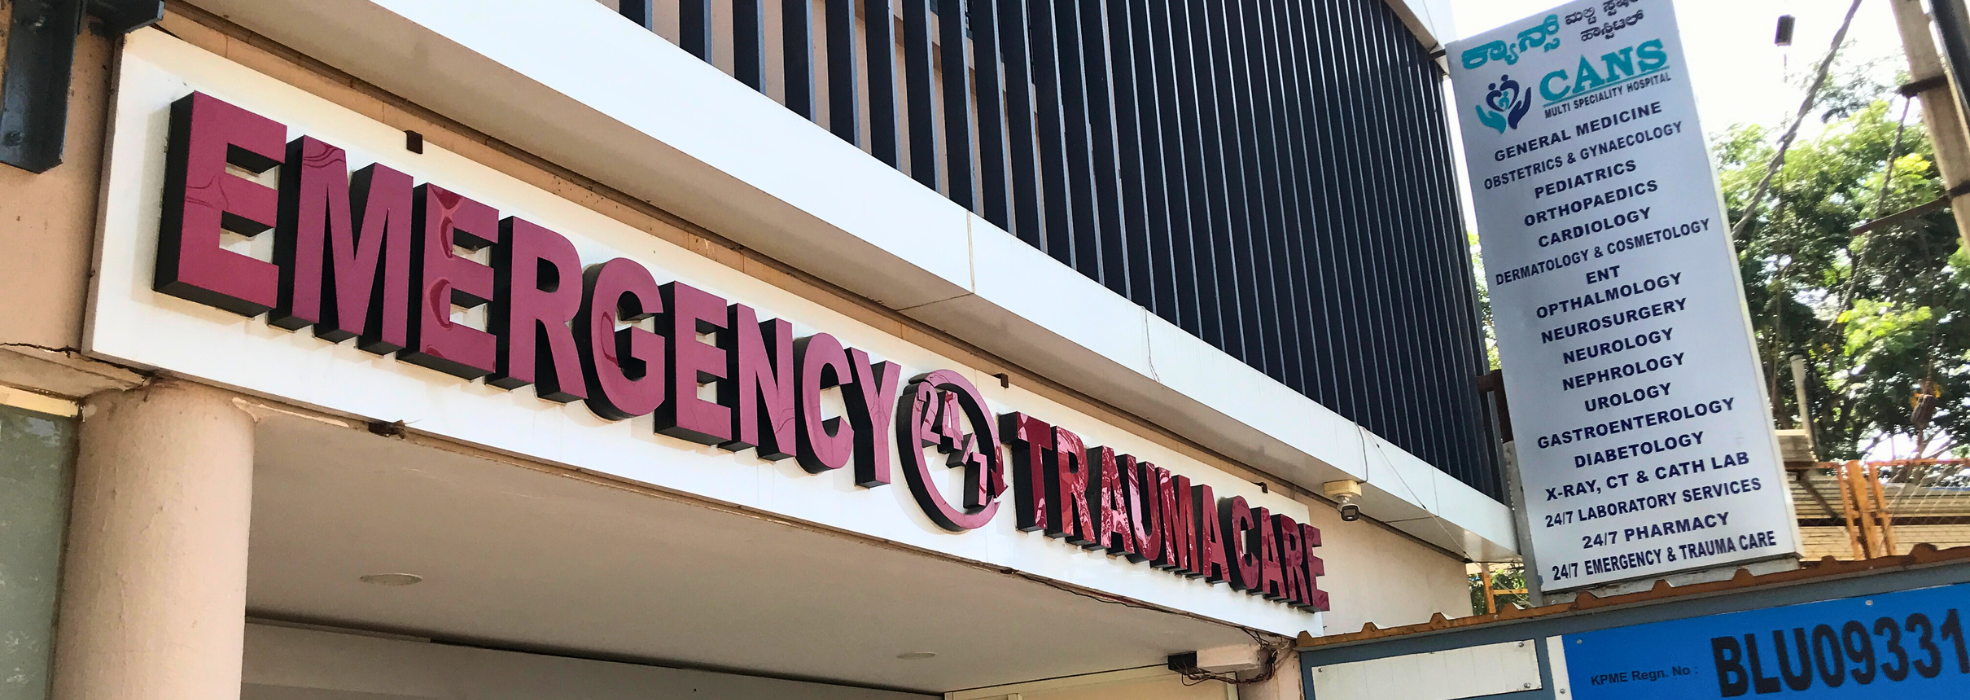 EMERGENCY 24/7 TRAUMA CARE
ಕ್ಯಾನ್ಸ್ ಮಲ್ಟಿ
ಹಾಸ್ಪಿಟಲ್
CANS
MULTI SPECIALITY HOSPITAL
GENERAL MEDICINE
OBSTETRICS & GYNAECOLOGY
PEDIATRICS
ORTHOPAEDICS
CARDIOLOGY
DERMATOLOGY & COSMETOLOGY
ENT
OPTHALMOLOGY
NEUROSURGERY
NEUROLOGY
NEPHROLOGY
UROLOGY
GASTROENTEROLOGY
DIABETOLOGY
X-RAY, CT & CATH LAB
24/7 LABORATORY SERVICES
24/7 PHARMACY
24/7 EMERGENCY & TRAUMA CARE
KPME Regn. No : BLU09331